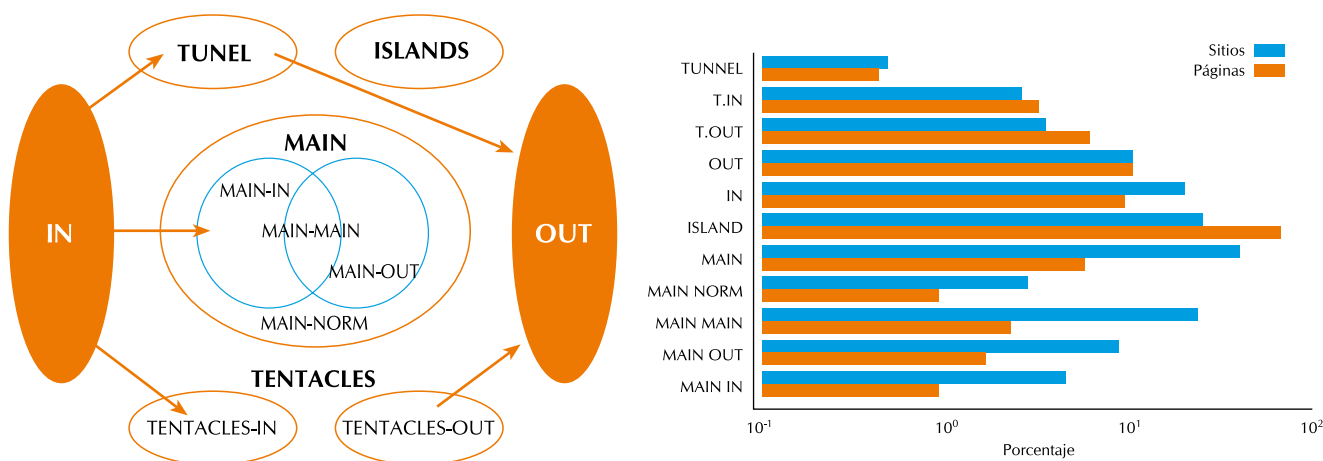 TUNEL
ISLANDS
IN
MAIN
MAIN-IN
MAIN-MAIN
MAIN-OUT
MAIN-NORM
OUT
TENTACLES
TENTACLES-IN
TENTACLES-OUT
Sitios
Páginas
TUNNEL
T.IN
T.OUT
OUT
IN
ISLAND
MAIN
MAIN NORM
MAIN MAIN
MAIN OUT
MAIN IN
10⁻¹ 10⁰ 10¹ 10²
Porcentaje